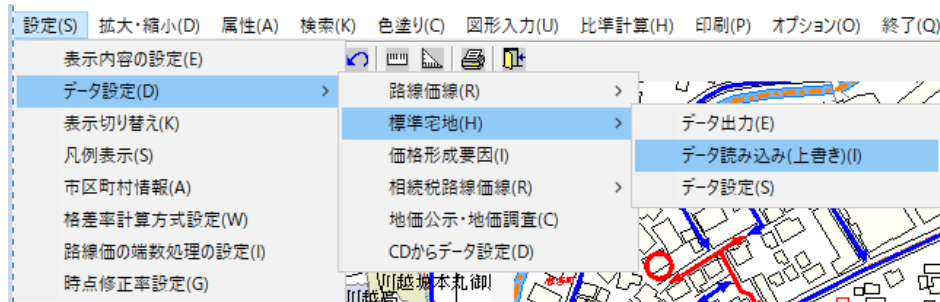 設定(S) 拡大・縮小(D) 属性(A) 検索(K) 色塗り(C) 図形入力(U) 比準計算(H) 印刷(P) オプション(O) 終了(Q)
表示内容の設定(E)
データ設定(D)
表示切り替え(K)
凡例表示(S)
市区町村情報(A)
格差率計算方式設定(W)
路線価の端数処理の設定(I)
時点修正率設定(G)
路線価線(R)
標準宅地(H)
価格形成要因(I)
相続税路線価線(R)
地価公示・地価調査(C)
CDからデータ設定(D)
データ出力(E)
データ読み込み(上書き)(I)
データ設定(S)
川越城本丸御
川越高